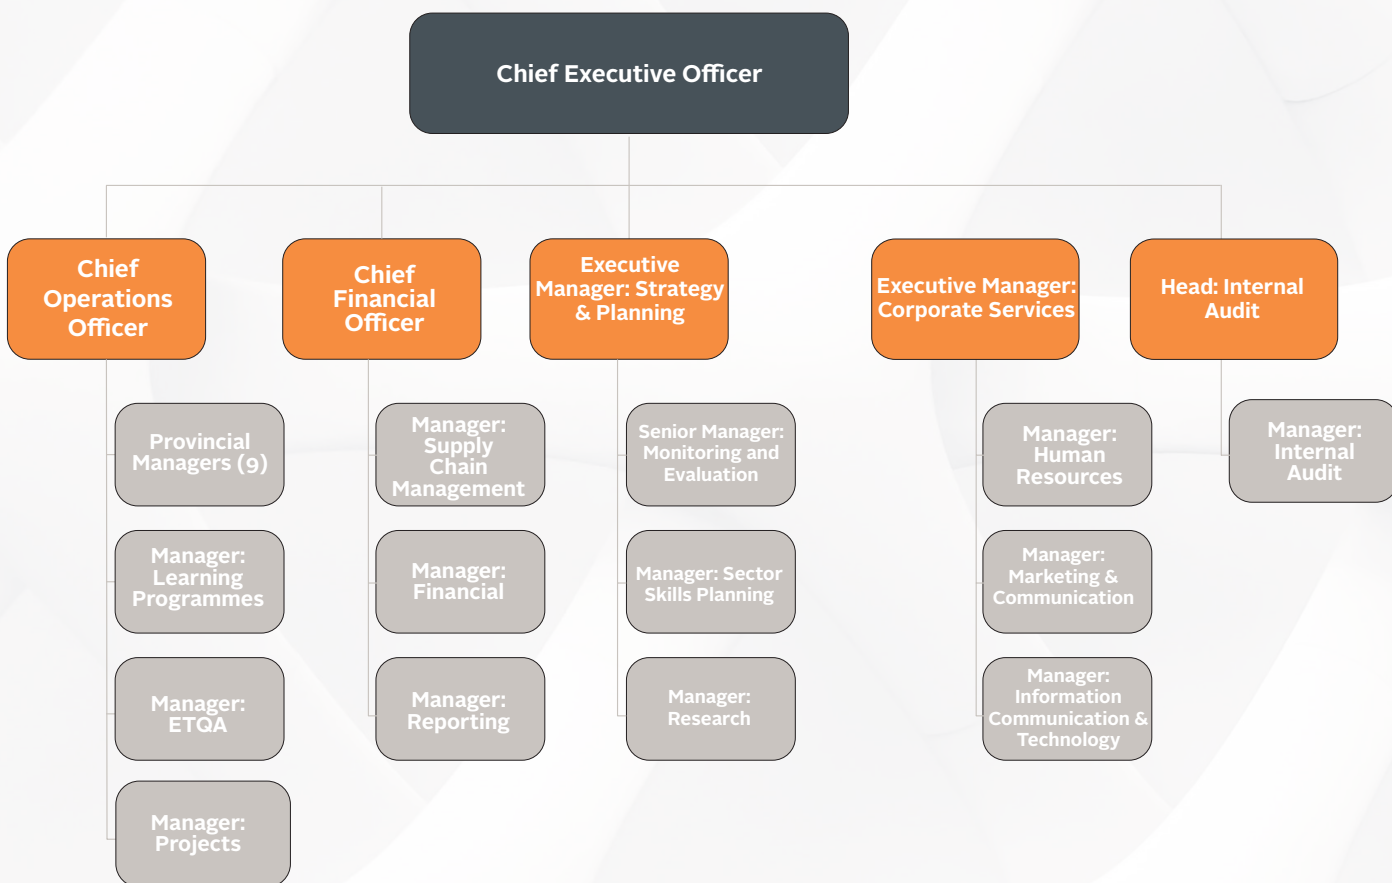 Chief Executive Officer
Chief
Operations
Officer
Chief
Financial
Officer
Executive
Manager: Strategy
& Planning
Executive Manager:
Corporate Services
Head: Internal
Audit
Provincial
Managers (9)
Manager:
Learning
Programmes
Manager:
ETQA
Manager:
Projects
Manager:
Supply
Chain
Management
Manager:
Financial
Manager:
Reporting
Senior Manager:
Monitoring and
Evaluation
Manager: Sector
Skills Planning
Manager:
Research
Manager:
Human
Resources
Manager:
Marketing &
Communication
Manager:
Information
Communication &
Technology
Manager:
Internal
Audit